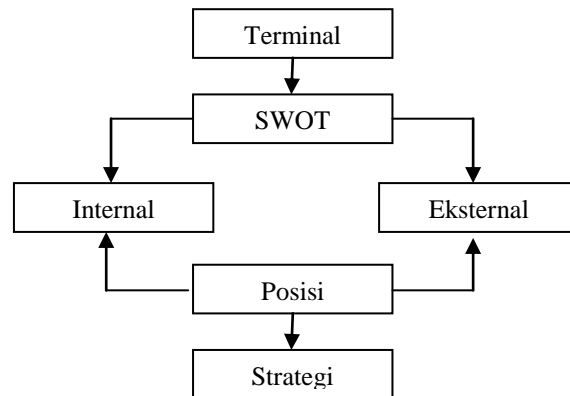 Terminal
SWOT
Internal
Eksternal
Posisi
Strategi